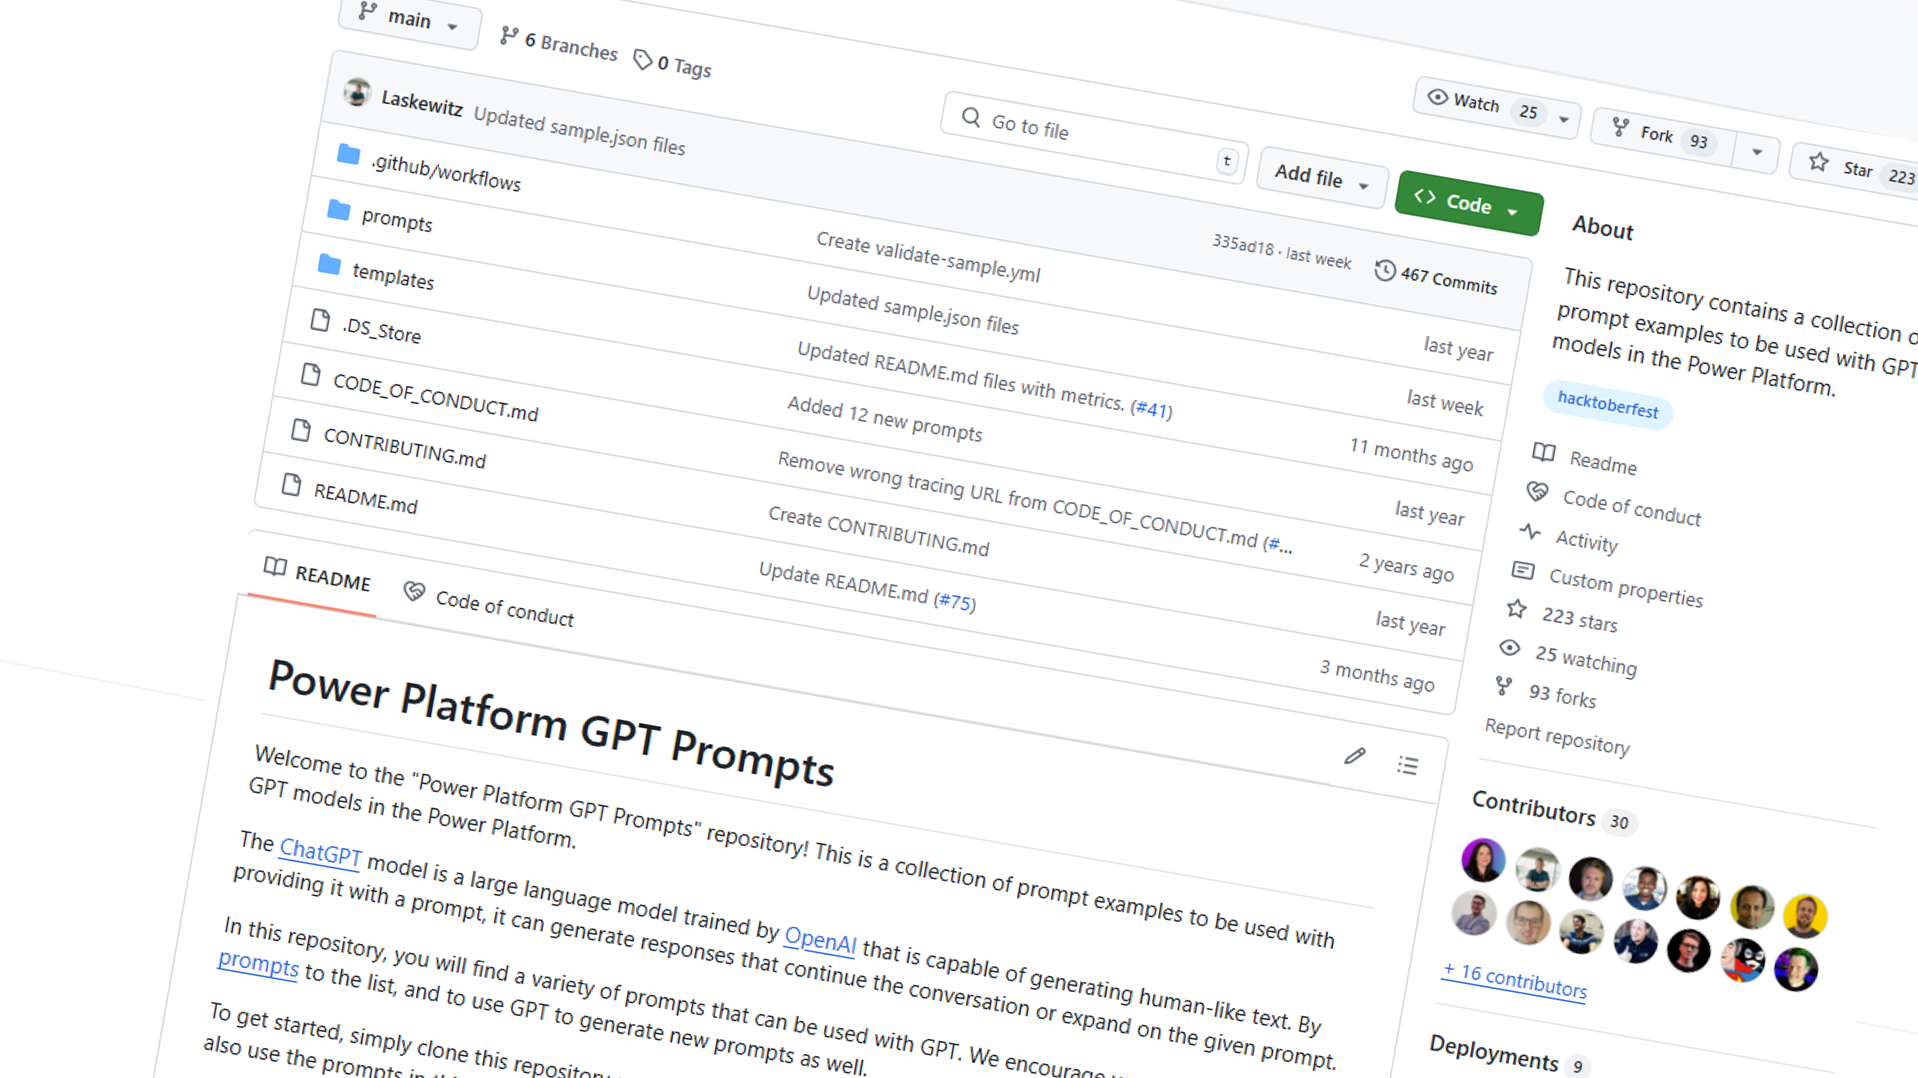 main
6 Branches
0 Tags
Go to file
t
Add file
Code
Watch 25
Fork 93
Star 223
Laskewitz Updated sample.json files
335ad18 · last week
467 Commits
.github/workflows
Create validate-sample.yml
last year
prompts
Updated sample.json files
last week
templates
Updated README.md files with metrics. (#41)
11 months ago
.DS_Store
Added 12 new prompts
last year
CODE_OF_CONDUCT.md
Remove wrong tracing URL from CODE_OF_CONDUCT.md (#...
2 years ago
CONTRIBUTING.md
Create CONTRIBUTING.md
last year
README.md
Update README.md (#75)
3 months ago
README
Code of conduct
Power Platform GPT Prompts
Welcome to the "Power Platform GPT Prompts" repository! This is a collection of prompt examples to be used with
GPT models in the Power Platform.
The ChatGPT model is a large language model trained by OpenAI that is capable of generating human-like text. By
providing it with a prompt, it can generate responses that continue the conversation or expand on the given prompt.
In this repository, you will find a variety of prompts that can be used with GPT. We encourage
prompts to the list, and to use GPT to generate new prompts as well.
To get started, simply clone this repository
also use the prompts in
About
This repository contains a collection
prompt examples to be used with GPT
models in the Power Platform.
hacktoberfest
Readme
Code of conduct
Activity
Custom properties
223 stars
25 watching
93 forks
Report repository
Contributors 30
+ 16 contributors
Deployments 9